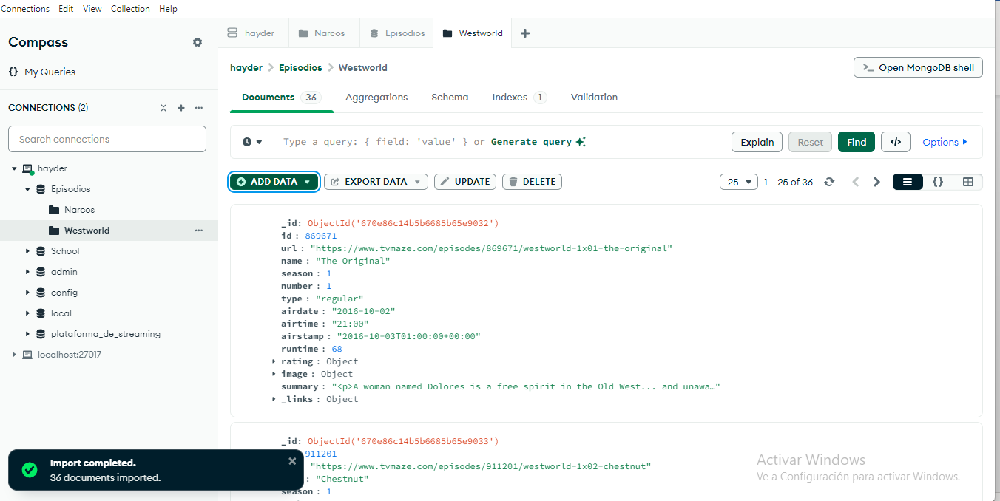 Connections Edit View Collection Help
Compass
My Queries
CONNECTIONS (2)
Search connections
hayder
Episodios
Narcos
Westworld
School
admin
config
local
plataforma_de_streaming
localhost:27017
hayder Narcos Episodios Westworld
hayder > Episodios > Westworld
>_ Open MongoDB shell
Documents 36 Aggregations Schema Indexes 1 Validation
Type a query: { field: 'value' } or Generate query
Explain Reset Find </> Options
ADD DATA EXPORT DATA UPDATE DELETE
25 1 – 25 of 36 {}
_id: ObjectId('670e86c14b5b6685b65e9032')
id : 869671
url : "https://www.tvmaze.com/episodes/869671/westworld-1x01-the-original"
name : "The Original"
season : 1
number : 1
type : "regular"
airdate : "2016-10-02"
airtime : "21:00"
airstamp : "2016-10-03T01:00:00+00:00"
runtime : 68
rating : Object
image : Object
summary : "<p>A woman named Dolores is a free spirit in the Old West... and unawa…"
_links : Object
_id: ObjectId('670e86c14b5b6685b65e9033')
911201
"https://www.tvmaze.com/episodes/911201/westworld-1x02-chestnut"
: "Chestnut"
season : 1
Import completed.
36 documents imported.
Activar Windows
Ve a Configuración para activar Windows.